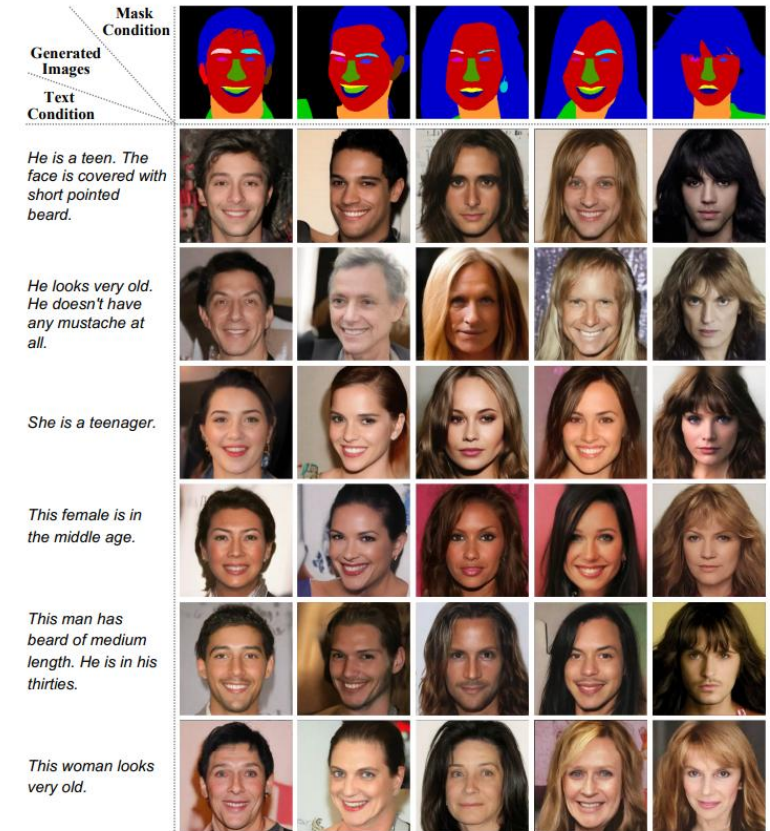 Mask
Condition
Generated
Images
Text
Condition
He is a teen. The
face is covered with
short pointed
beard.
He looks very old.
He doesn't have
any mustache at
all.
She is a teenager.
This female is in
the middle age.
This man has
beard of medium
length. He is in his
thirties.
This woman looks
very old.